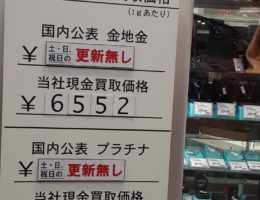 (1gあたり)
国内公表 金地金
¥ 土・日、祝日の 更新無し
当社現金買取価格
¥ 6552
国内公表 プラチナ
¥ 土・日、祝日の 更新無し
当社現金買取価格